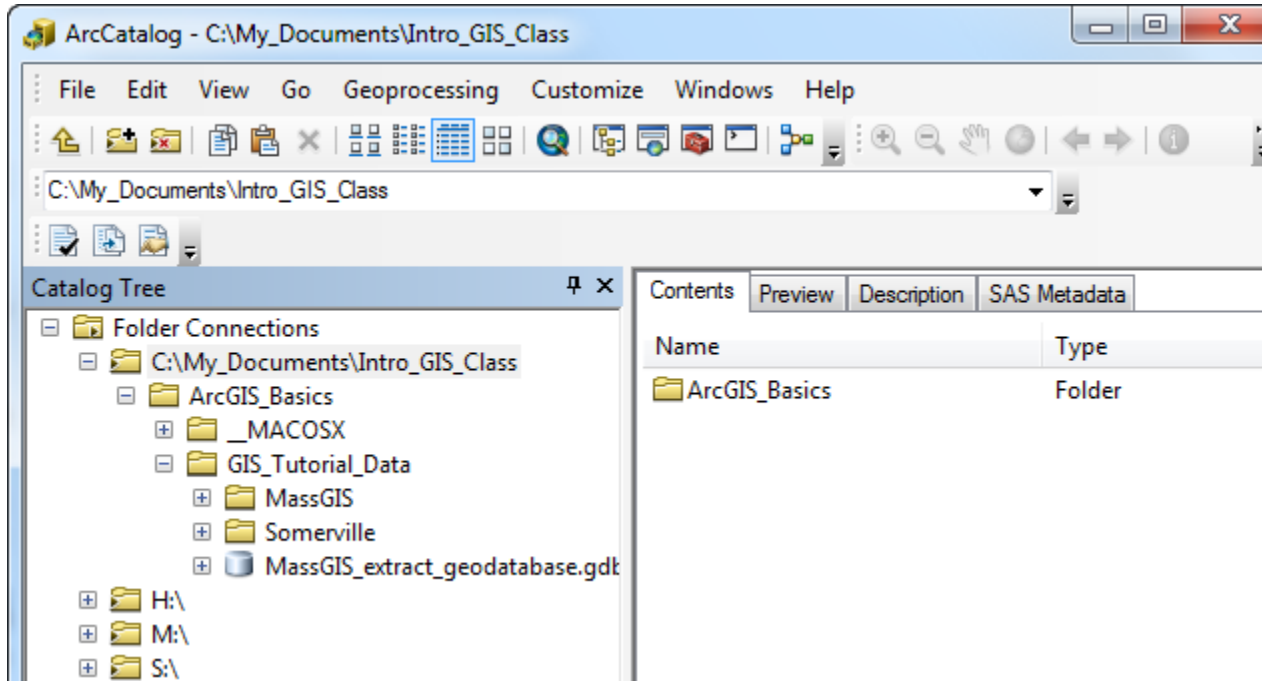 ArcCatalog - C:\My_Documents\Intro_GIS_Class
File Edit View Go Geoprocessing Customize Windows Help
C:\My_Documents\Intro_GIS_Class
Catalog Tree
Folder Connections
C:\My_Documents\Intro_GIS_Class
ArcGIS_Basics
__MACOSX
GIS_Tutorial_Data
MassGIS
Somerville
MassGIS_extract_geodatabase.gdb
H:\
M:\
S:\
Contents Preview Description SAS Metadata
Name Type
ArcGIS_Basics Folder